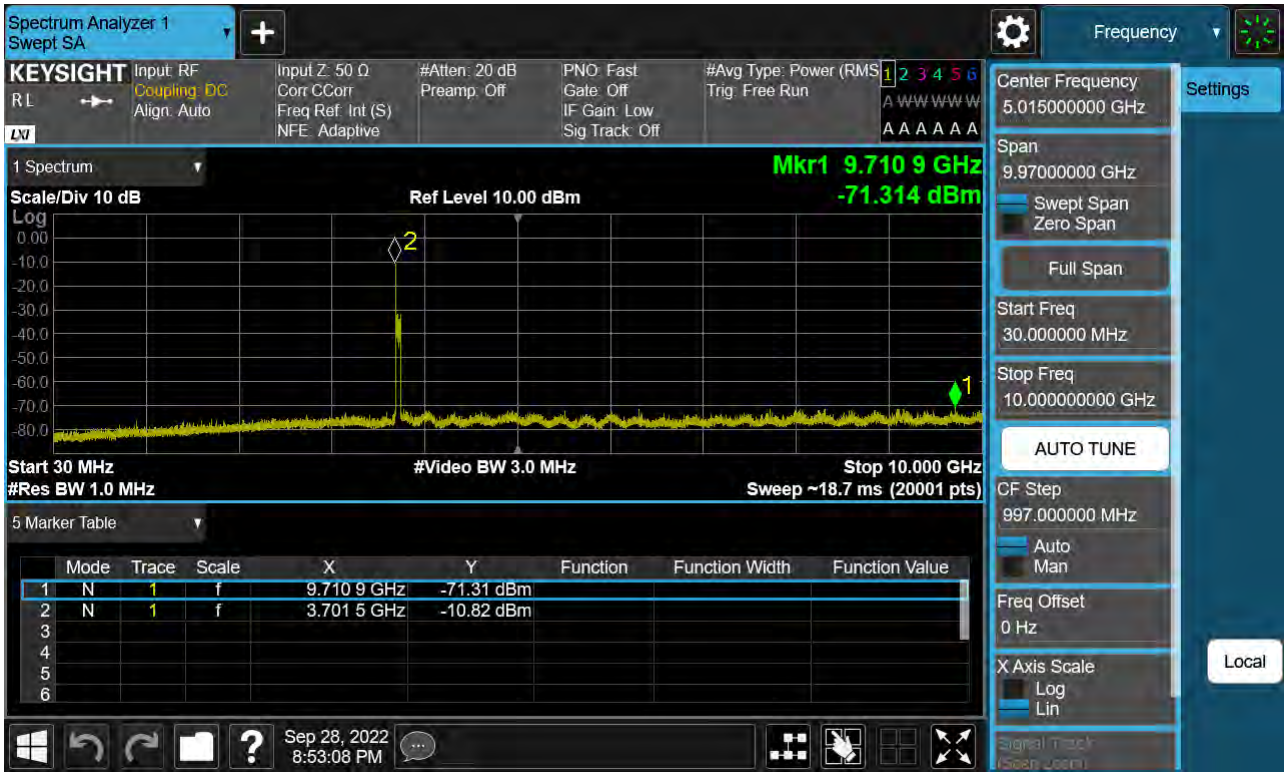 Spectrum Analyzer 1
Swept SA
Frequency
KEYSIGHT
RL
LXI
Input: RF
Coupling: DC
Align: Auto
Input Z: 50 Ω
Corr CCorr
Freq Ref: Int (S)
NFE: Adaptive
#Atten: 20 dB
Preamp: Off
PNO: Fast
Gate: Off
IF Gain: Low
Sig Track: Off
#Avg Type: Power (RMS
Trig: Free Run
1 2 3 4 5 6
A W W W W W
A A A A A A
1 Spectrum
Mkr1 9.710 9 GHz
Scale/Div 10 dB
Ref Level 10.00 dBm
-71.314 dBm
Log
0.00
-10.0
-20.0
-30.0
-40.0
-50.0
-60.0
-70.0
-80.0
2
1
Start 30 MHz
#Video BW 3.0 MHz
Stop 10.000 GHz
#Res BW 1.0 MHz
Sweep ~18.7 ms (20001 pts)
5 Marker Table
Mode Trace Scale X Y Function Function Width Function Value
1 N 1 f 9.710 9 GHz -71.31 dBm
2 N 1 f 3.701 5 GHz -10.82 dBm
3
4
5
6
Sep 28, 2022
8:53:08 PM
Center Frequency
5.015000000 GHz
Settings
Span
9.97000000 GHz
Swept Span
Zero Span
Full Span
Start Freq
30.000000 MHz
Stop Freq
10.000000000 GHz
AUTO TUNE
CF Step
997.000000 MHz
Auto
Man
Freq Offset
0 Hz
X Axis Scale
Log
Lin
Local
Signal Track
(Span Zoom)